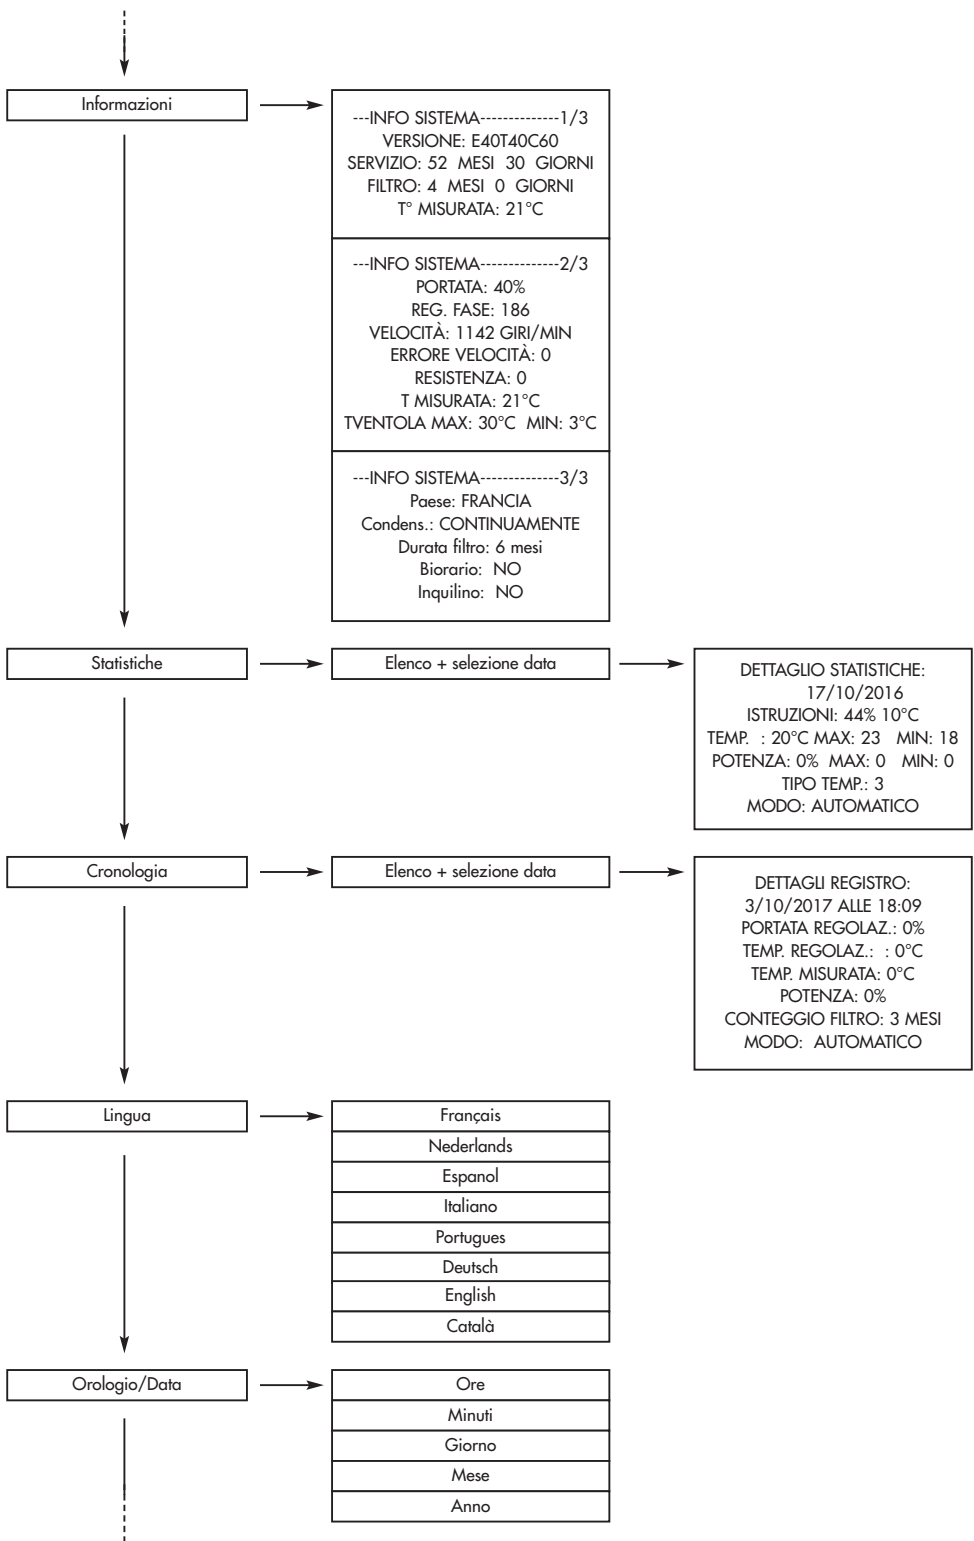 Informazioni
---INFO SISTEMA--------------1/3
VERSIONE: E40T40C60
SERVIZIO: 52 MESI 30 GIORNI
FILTRO: 4 MESI 0 GIORNI
T° MISURATA: 21°C
---INFO SISTEMA--------------2/3
PORTATA: 40%
REG. FASE: 186
VELOCITÀ: 1142 GIRI/MIN
ERRORE VELOCITÀ: 0
RESISTENZA: 0
T MISURATA: 21°C
TVENTOLA MAX: 30°C MIN: 3°C
---INFO SISTEMA--------------3/3
Paese: FRANCIA
Condens.: CONTINUAMENTE
Durata filtro: 6 mesi
Biorario: NO
Inquilino: NO
Statistiche
Elenco + selezione data
DETTAGLIO STATISTICHE:
17/10/2016
ISTRUZIONI: 44% 10°C
TEMP. : 20°C MAX: 23 MIN: 18
POTENZA: 0% MAX: 0 MIN: 0
TIPO TEMP.: 3
MODO: AUTOMATICO
Cronologia
Elenco + selezione data
DETTAGLI REGISTRO:
3/10/2017 ALLE 18:09
PORTATA REGOLAZ.: 0%
TEMP. REGOLAZ.: : 0°C
TEMP. MISURATA: 0°C
POTENZA: 0%
CONTEGGIO FILTRO: 3 MESI
MODO: AUTOMATICO
Lingua
Français
Nederlands
Espanol
Italiano
Portugues
Deutsch
English
Català
Orologio/Data
Ore
Minuti
Giorno
Mese
Anno